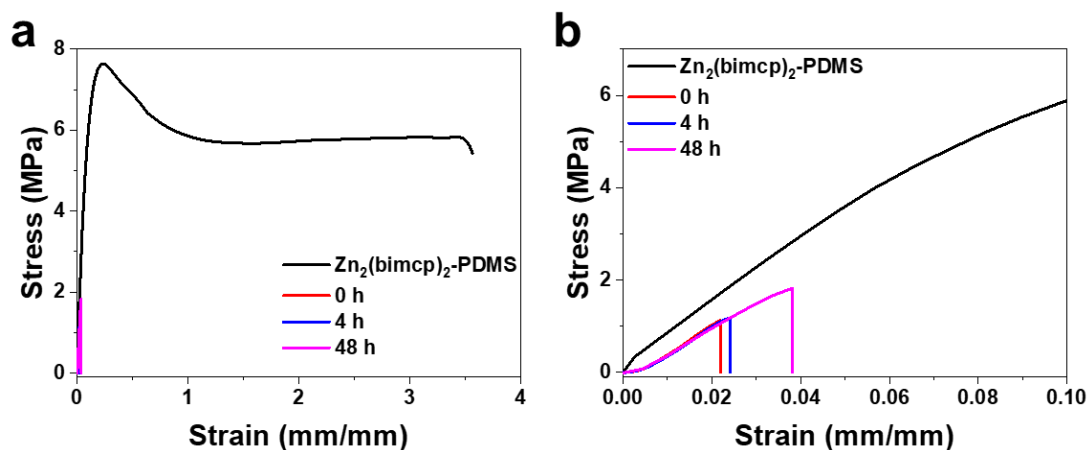 a
Stress (MPa)
8
6
4
2
0
Zn₂(bimcp)₂-PDMS
0 h
4 h
48 h
0 1 2 3 4
Strain (mm/mm)
b
Stress (MPa)
6
4
2
0
Zn₂(bimcp)₂-PDMS
0 h
4 h
48 h
0.00 0.02 0.04 0.06 0.08 0.10
Strain (mm/mm)